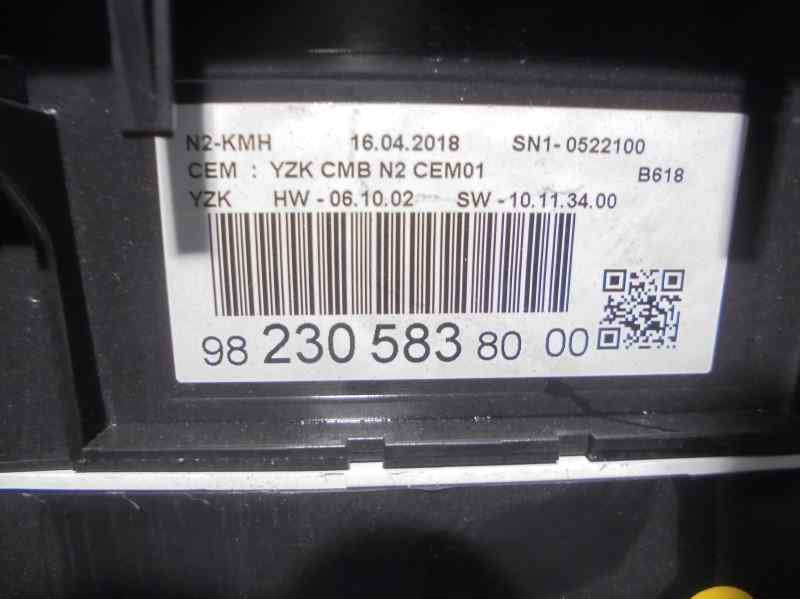 N2-KMH 16.04.2018 SN1-0522100
CEM : YZK CMB N2 CEM01 B618
YZK HW -06.10.02 SW -10.11.34.00
98 230 583 80 00